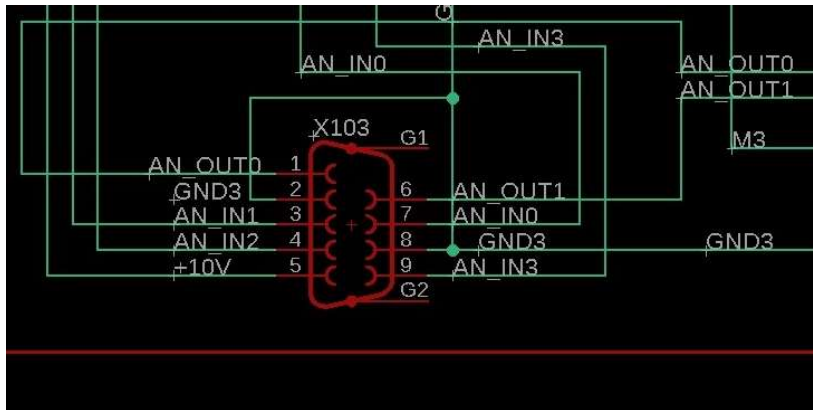 G
AN_IN3
AN_IN0
AN_OUT0
AN_OUT1
X103
G1
M3
AN_OUT0 1
GND3 2 6 AN_OUT1
AN_IN1 3 7 AN_IN0
AN_IN2 4 8 GND3 GND3
+10V 5 9 AN_IN3
G2